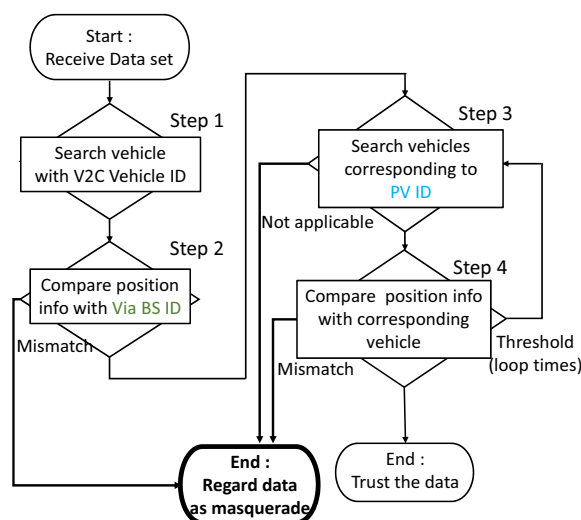 Start :
Receive Data set
Step 1
Search vehicle
with V2C Vehicle ID
Step 2
Compare position
info with Via BS ID
Mismatch
Step 3
Search vehicles
corresponding to
PV ID
Not applicable
Step 4
Compare position info
with corresponding
vehicle
Mismatch
Threshold
(loop times)
End :
Regard data
as masquerade
End :
Trust the data